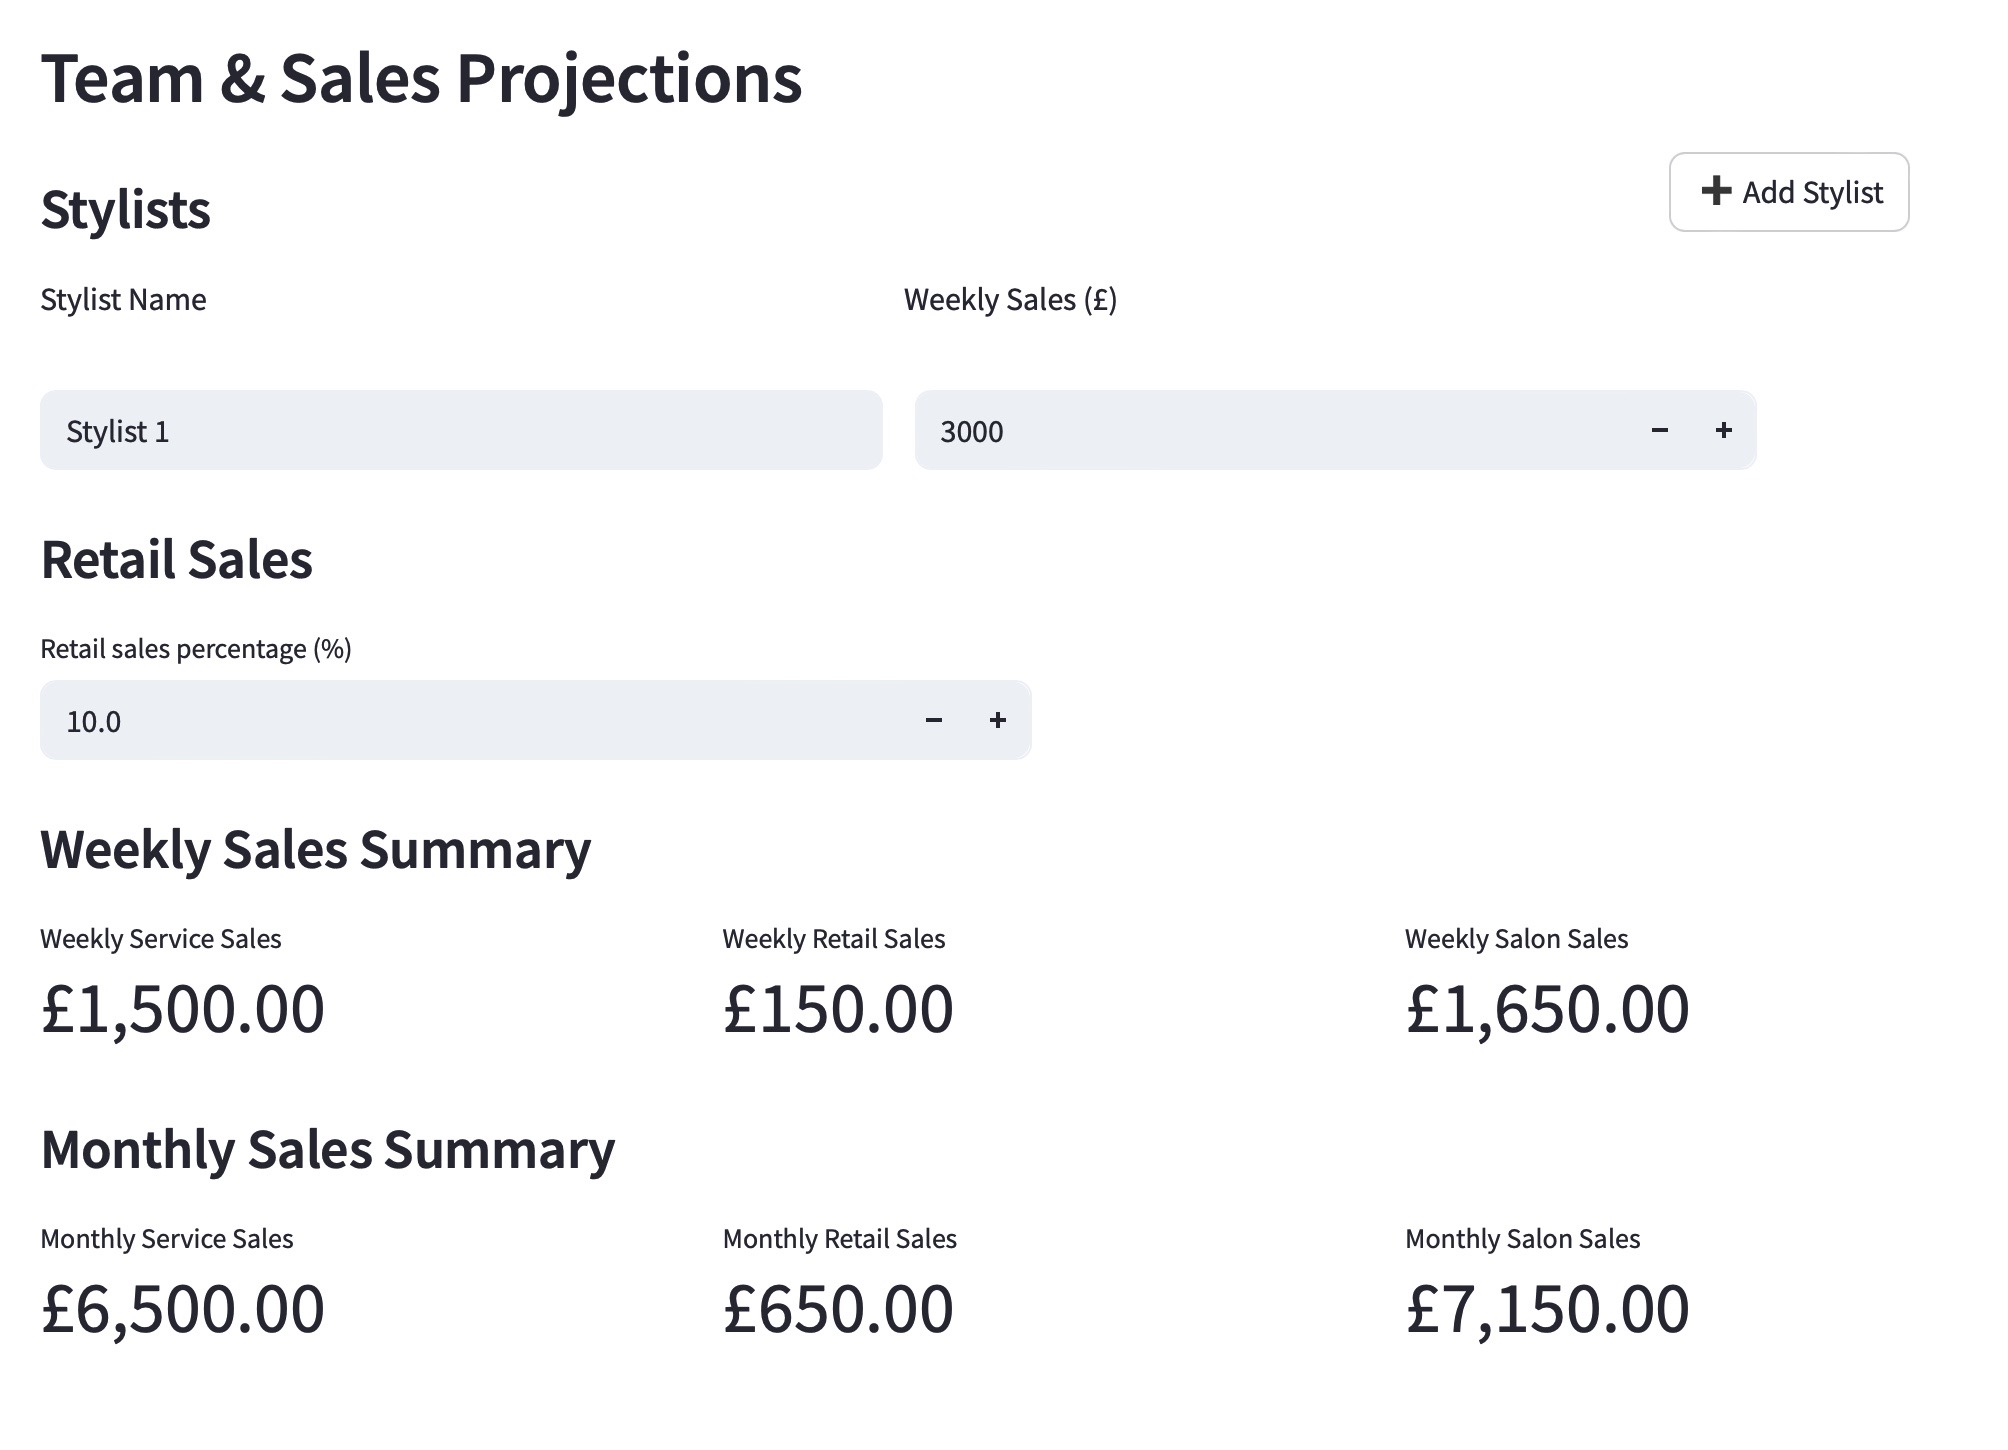 Team & Sales Projections
Stylists
+ Add Stylist
Stylist Name
Weekly Sales (£)
Stylist 1
3000 − +
Retail Sales
Retail sales percentage (%)
10.0 − +
Weekly Sales Summary
Weekly Service Sales
£1,500.00
Weekly Retail Sales
£150.00
Weekly Salon Sales
£1,650.00
Monthly Sales Summary
Monthly Service Sales
£6,500.00
Monthly Retail Sales
£650.00
Monthly Salon Sales
£7,150.00